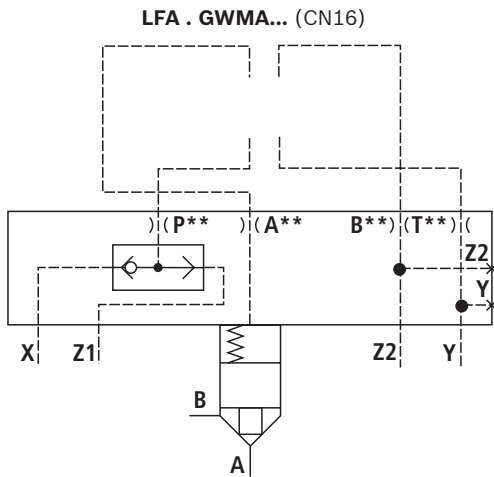 LFA . GWMA... (CN16)
P** A** B** T**
Z2
Y
X Z1 Z2 Y
B
A